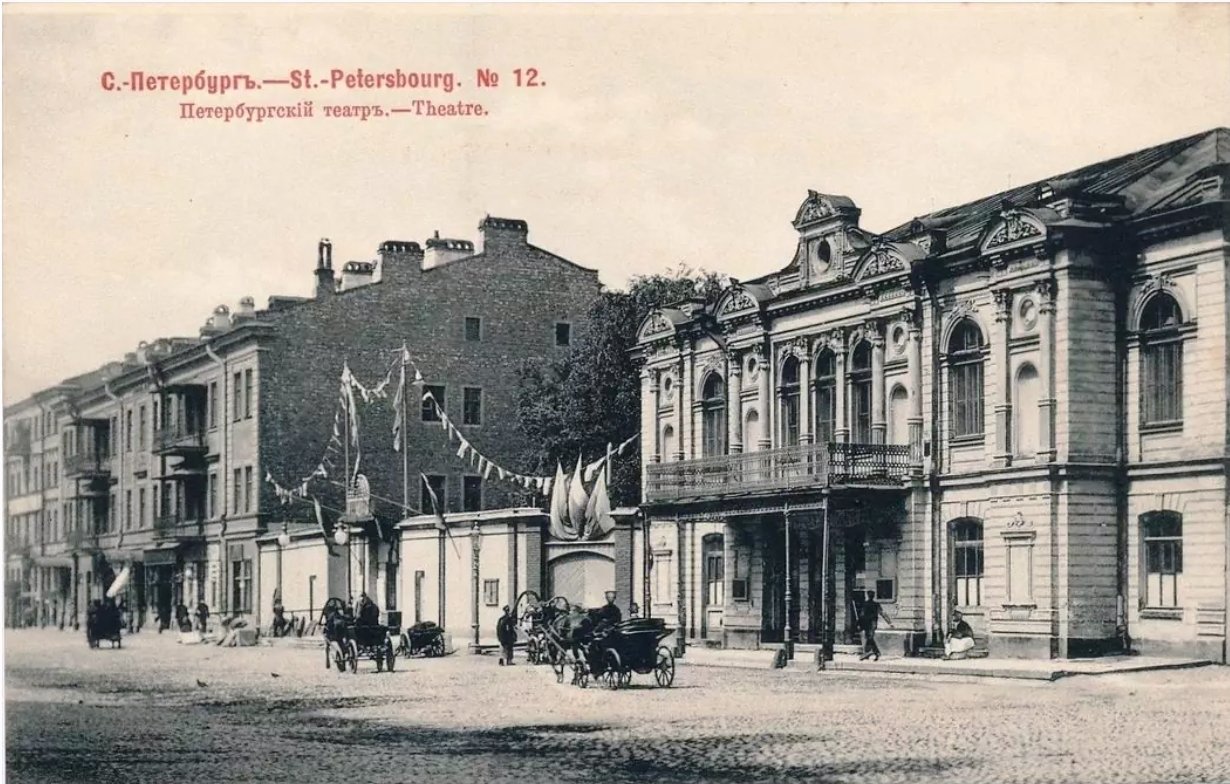 С.-Петербургъ.—St.-Petersbourg. № 12.
Петербургскій театръ.—Theatre.